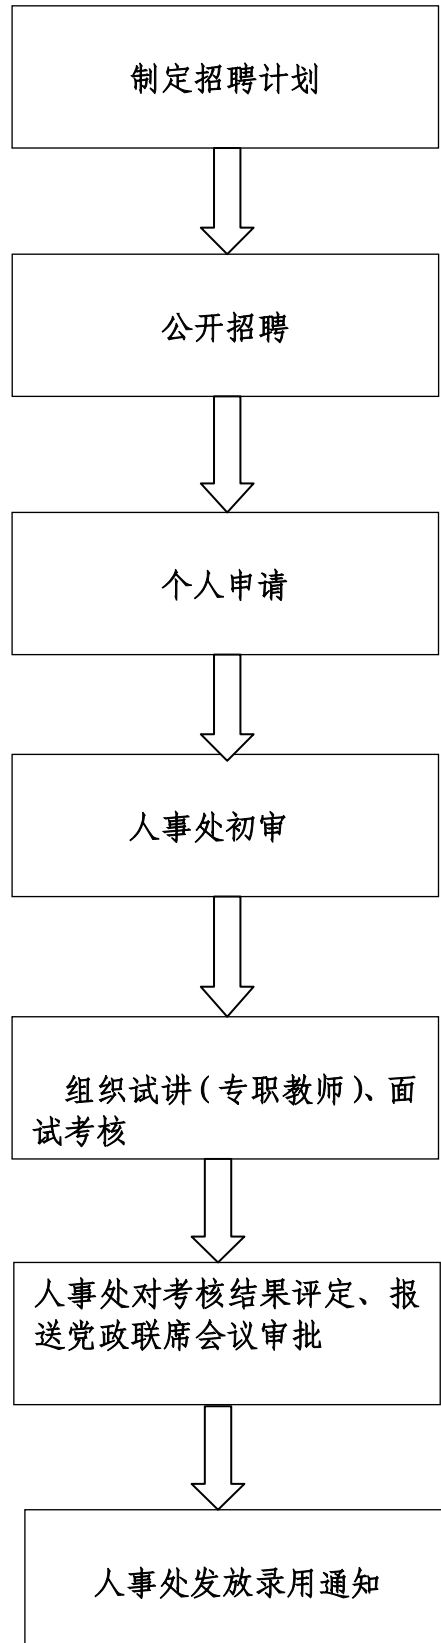 制定招聘计划
公开招聘
个人申请
人事处初审
组织试讲（专职教师）、面
试考核
人事处对考核结果评定、报
送党政联席会议审批
人事处发放录用通知